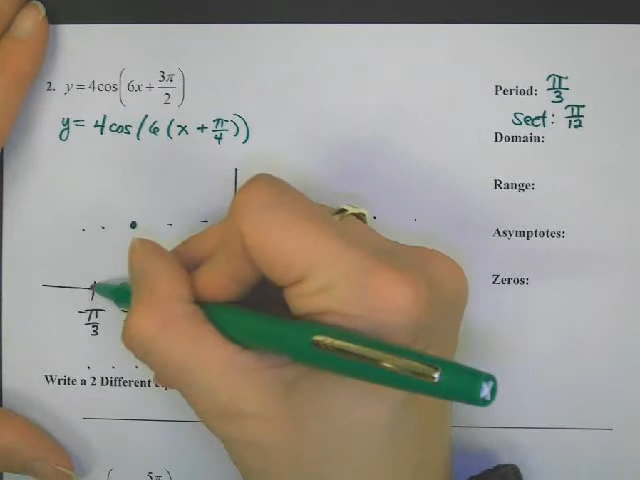 2. y = 4cos(6x + 3π/2)
y = 4cos(6(x + π/4))
Period: π/3
sect: π/12
Domain:
Range:
Asymptotes:
Zeros:
-π/3
Write a 2 Different
5π